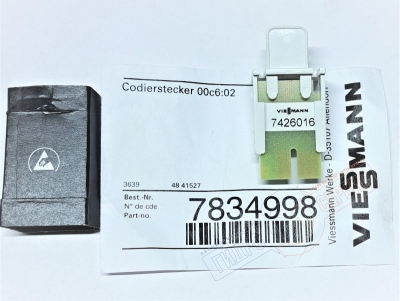 Codierstecker 00c6:02
VIESMANN
7426016
3639 48 41527
Best.-Nr.
N° de cde
Part-no.
7834998
Viessmann Werke - D-35107 Allendorf
VIESMANN